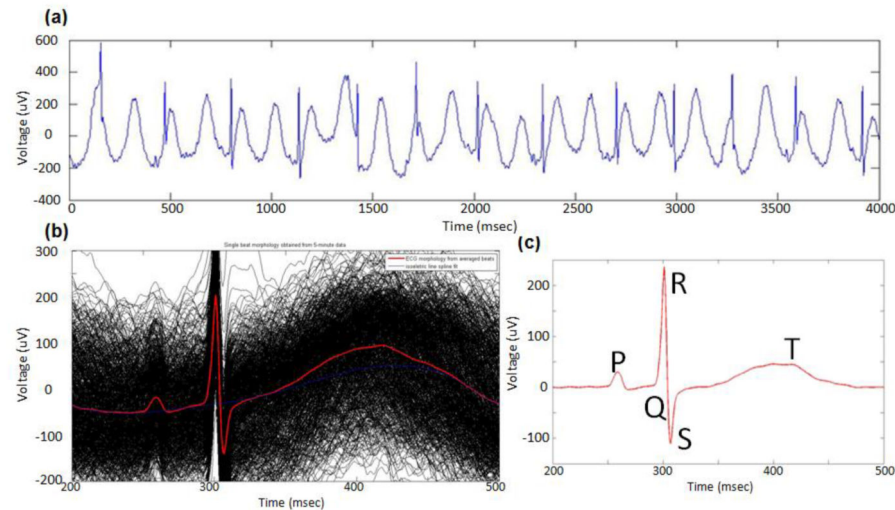 (a)
600
400
200
0
-200
-400
Voltage (uV)
0 500 1000 1500 2000 2500 3000 3500 4000
Time (msec)
(b)
Single beat morphology obtained from 5-minute data
ECG morphology from averaged beats
isoeletric line spline fit
300
200
100
0
-100
-200
Voltage (uV)
200 300 400 500
Time (msec)
(c)
200
100
0
-100
Voltage (uV)
P
R
Q
S
T
200 300 400 500
Time (msec)